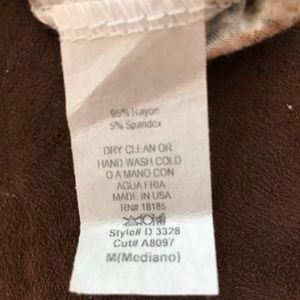 95% Rayon
5% Spandex
DRY CLEAN OR
HAND WASH COLD
O A MANO CON
AGUA FRIA
MADE IN USA
RN# 18185
Style# D 3328
Cut# A8097
M(Mediano)